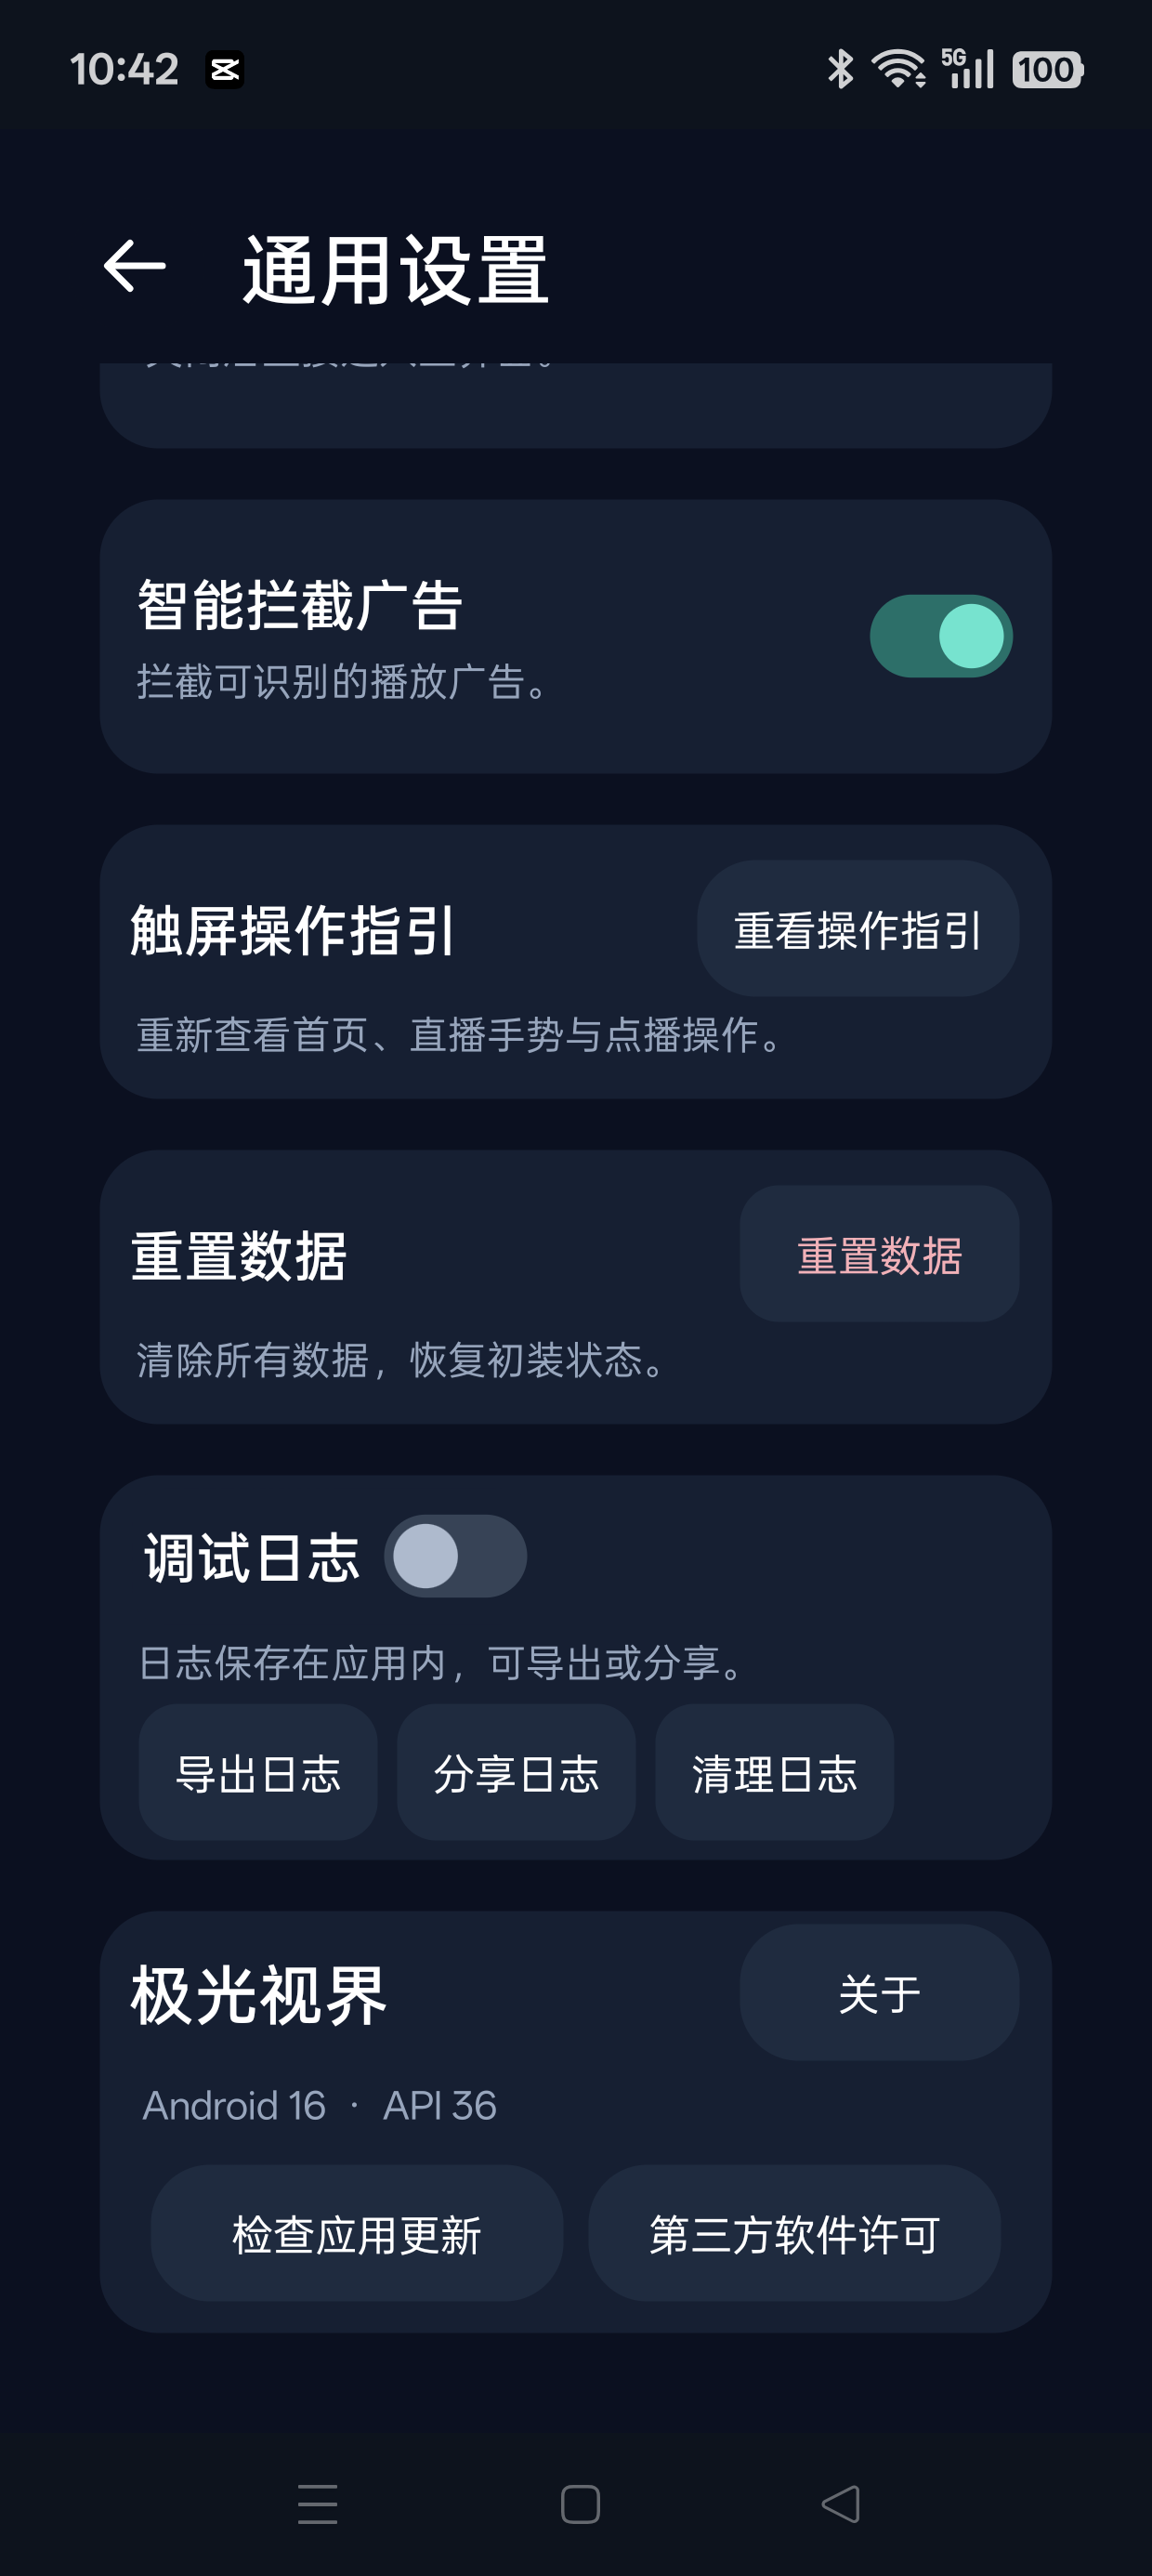 10:42
5G
100
通用设置
智能拦截广告
拦截可识别的播放广告。
触屏操作指引
重看操作指引
重新查看首页、直播手势与点播操作。
重置数据
重置数据
清除所有数据，恢复初装状态。
调试日志
日志保存在应用内，可导出或分享。
导出日志
分享日志
清理日志
极光视界
关于
Android 16 · API 36
检查应用更新
第三方软件许可